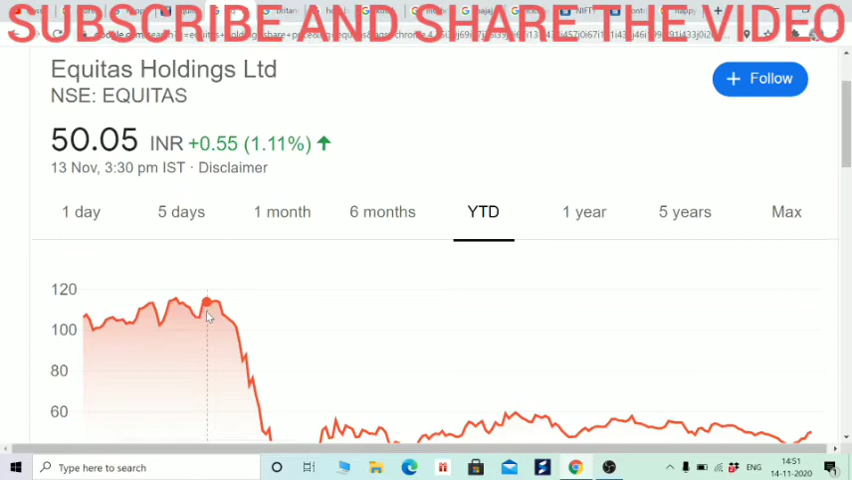 SUBSCRIBE AND SHARE THE VIDEO
Equitas Holdings Ltd
NSE: EQUITAS
+ Follow
50.05 INR +0.55 (1.11%) ↑
13 Nov, 3:30 pm IST · Disclaimer
1 day 5 days 1 month 6 months YTD 1 year 5 years Max
120
100
80
60
Type here to search
ENG
14:51
14-11-2020